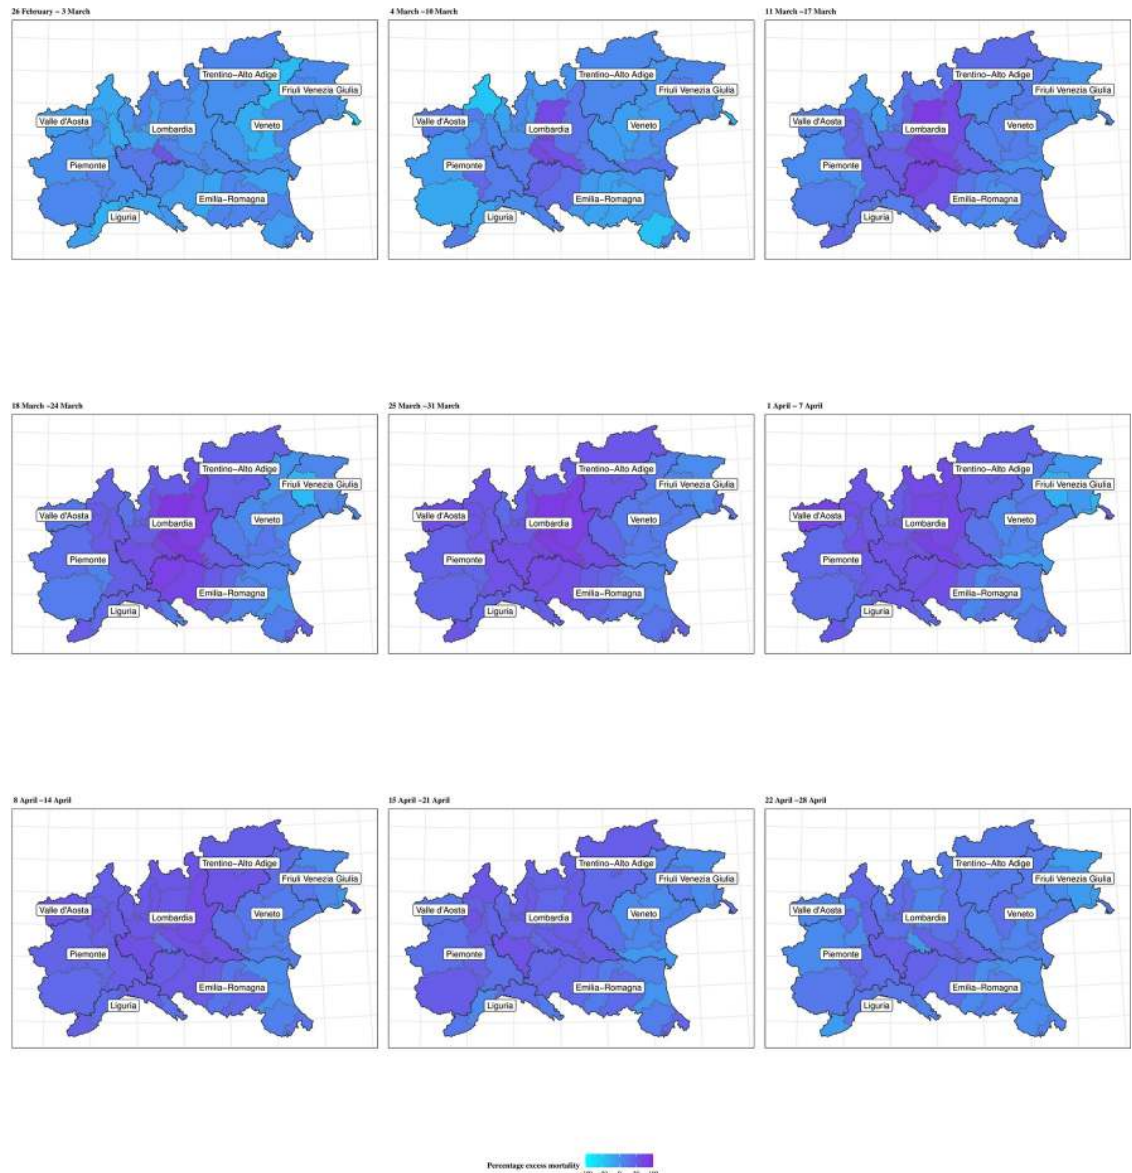 26 February – 3 March
4 March –10 March
11 March –17 March
Trentino–Alto Adige
Friuli Venezia Giulia
Valle d'Aosta
Lombardia
Veneto
Piemonte
Emilia–Romagna
Liguria
Trentino–Alto Adige
Friuli Venezia Giulia
Valle d'Aosta
Lombardia
Veneto
Piemonte
Emilia–Romagna
Liguria
Trentino–Alto Adige
Friuli Venezia Giulia
Valle d'Aosta
Lombardia
Veneto
Piemonte
Emilia–Romagna
Liguria
18 March –24 March
25 March –31 March
1 April – 7 April
Trentino–Alto Adige
Friuli Venezia Giulia
Valle d'Aosta
Lombardia
Veneto
Piemonte
Emilia–Romagna
Liguria
Trentino–Alto Adige
Friuli Venezia Giulia
Valle d'Aosta
Lombardia
Veneto
Piemonte
Emilia–Romagna
Liguria
Trentino–Alto Adige
Friuli Venezia Giulia
Valle d'Aosta
Lombardia
Veneto
Piemonte
Emilia–Romagna
Liguria
8 April –14 April
15 April –21 April
22 April –28 April
Trentino–Alto Adige
Friuli Venezia Giulia
Valle d'Aosta
Lombardia
Veneto
Piemonte
Emilia–Romagna
Liguria
Trentino–Alto Adige
Friuli Venezia Giulia
Valle d'Aosta
Lombardia
Veneto
Piemonte
Emilia–Romagna
Liguria
Trentino–Alto Adige
Friuli Venezia Giulia
Valle d'Aosta
Lombardia
Veneto
Piemonte
Emilia–Romagna
Liguria
Percentage excess mortality